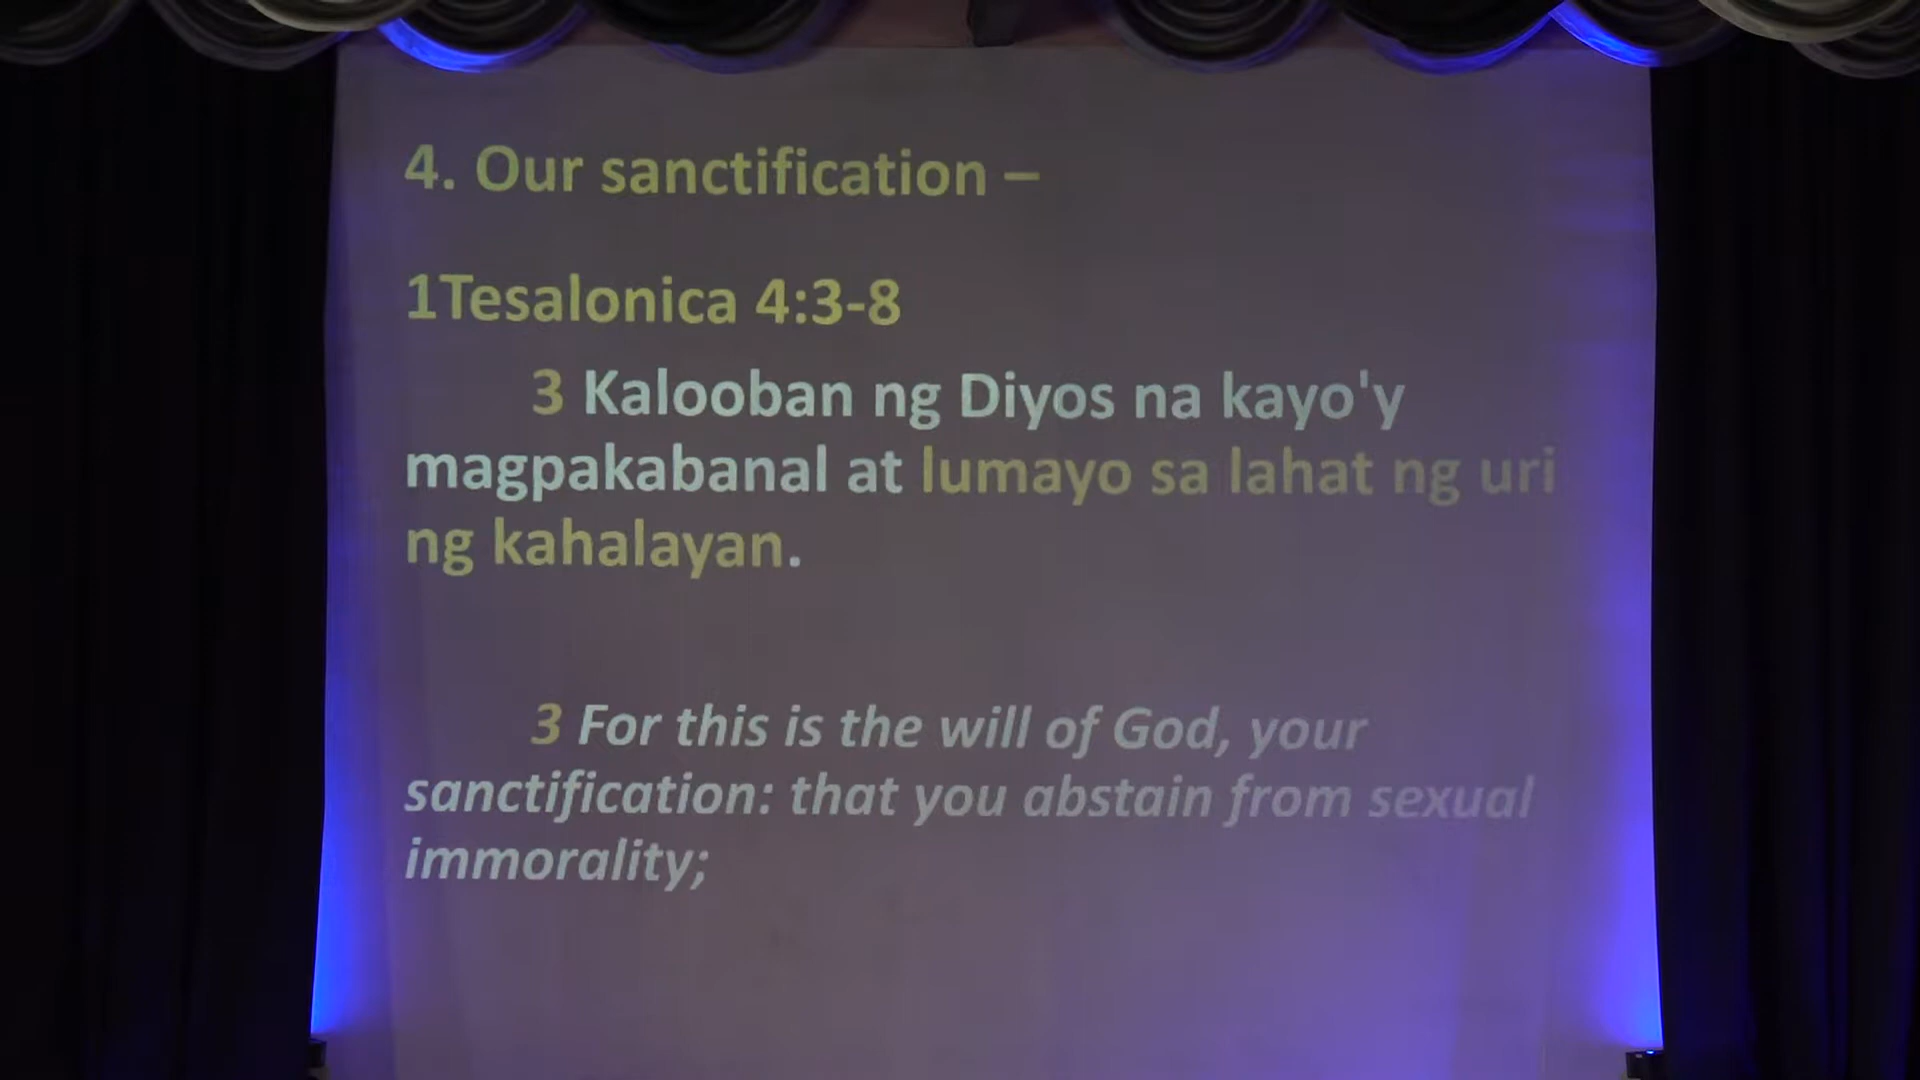 4. Our sanctification –
1Tesalonica 4:3-8
3 Kalooban ng Diyos na kayo'y
magpakabanal at lumayo sa lahat ng uri
ng kahalayan.
3 For this is the will of God, your
sanctification: that you abstain from sexual
immorality;